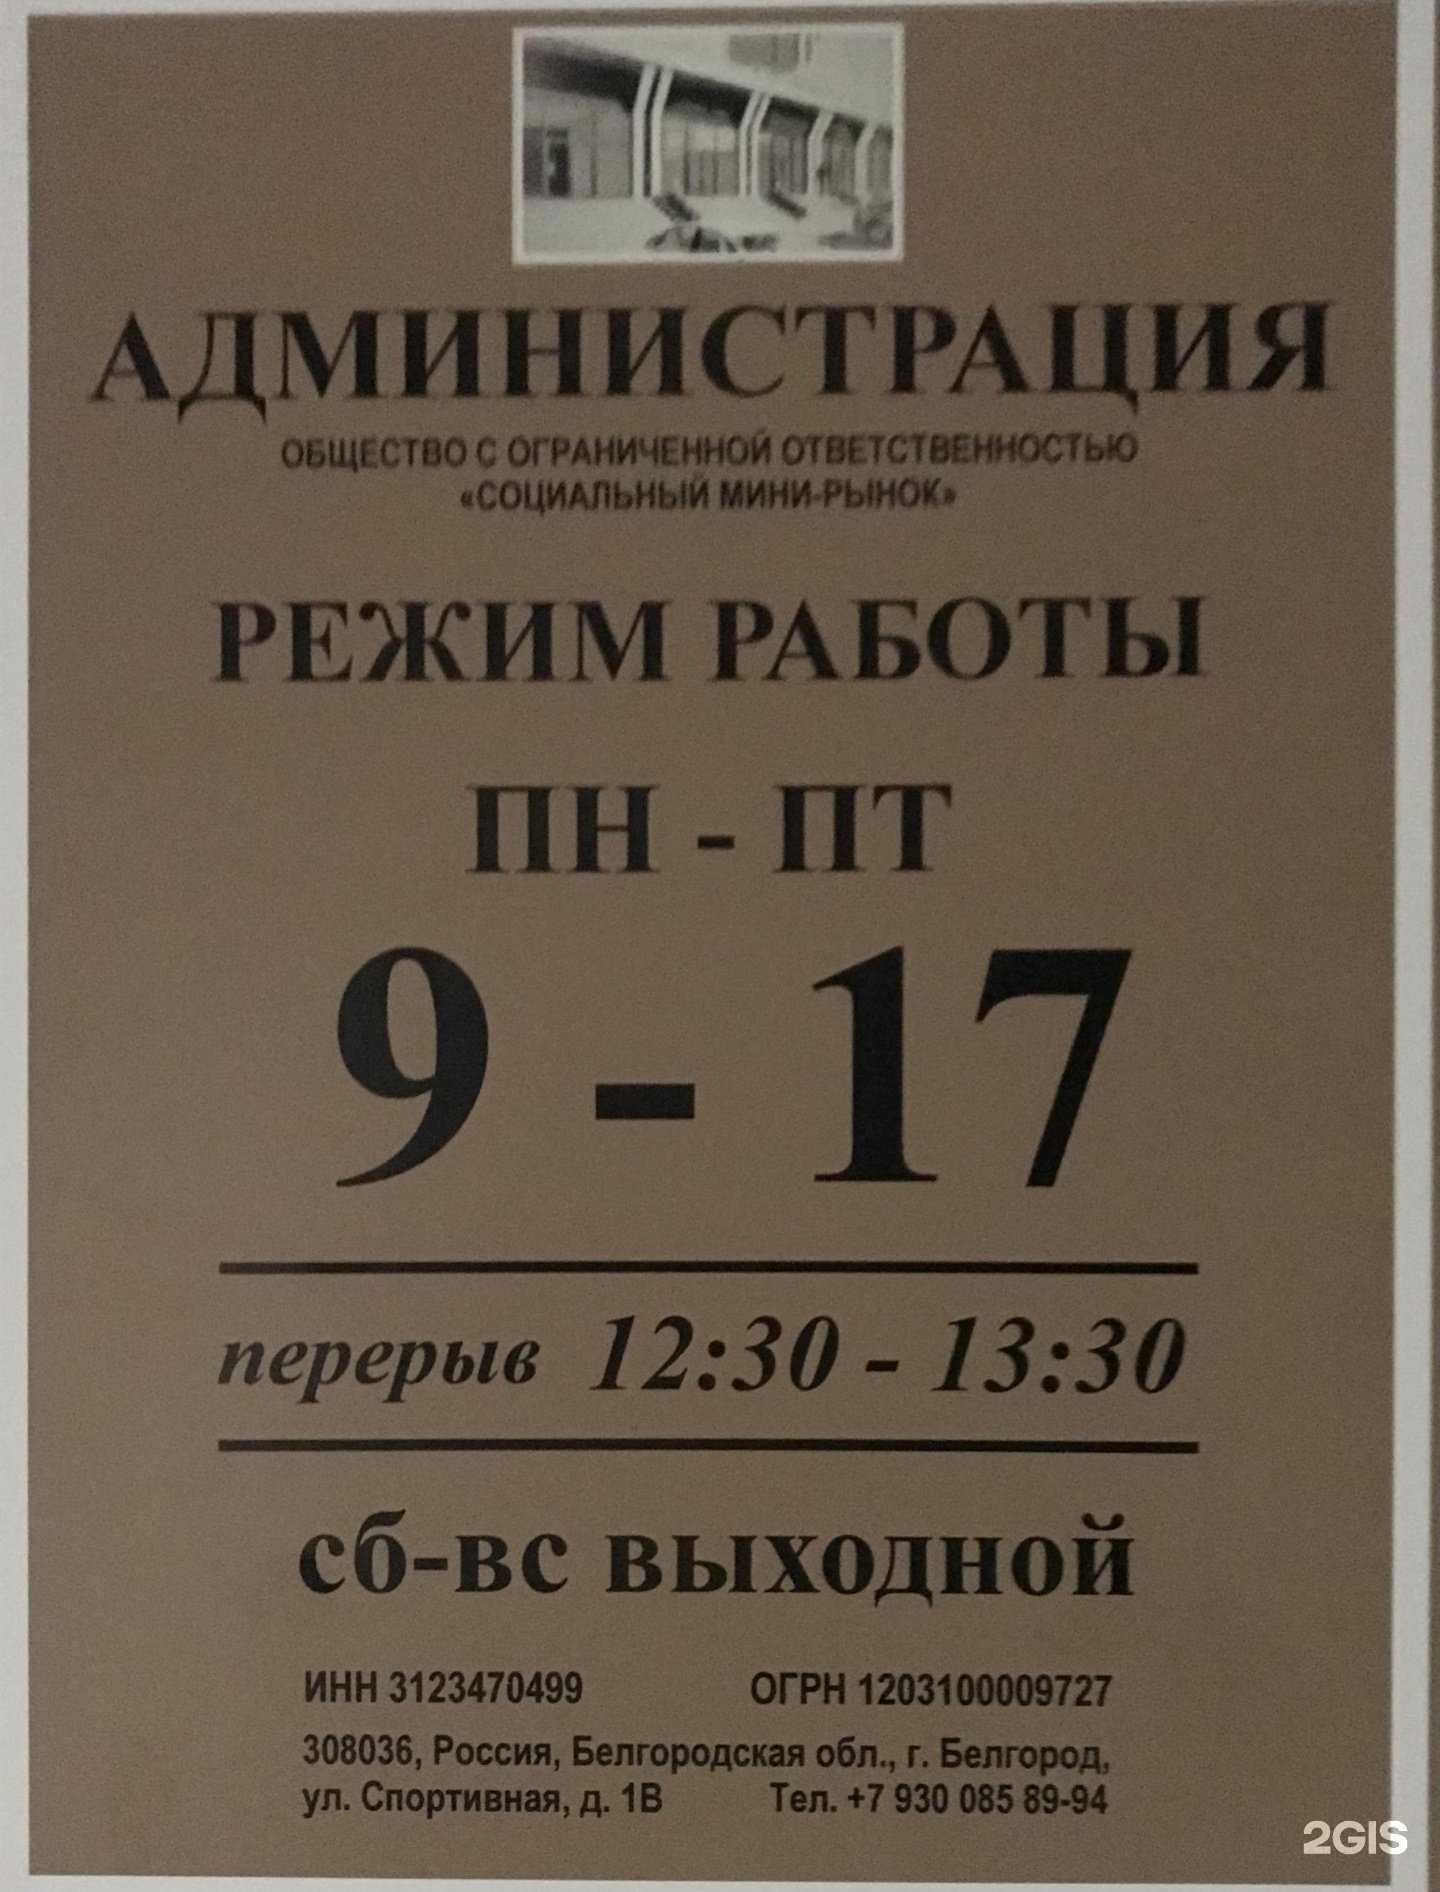 АДМИНИСТРАЦИЯ
ОБЩЕСТВО С ОГРАНИЧЕННОЙ ОТВЕТСТВЕННОСТЬЮ
«СОЦИАЛЬНЫЙ МИНИ-РЫНОК»
РЕЖИМ РАБОТЫ
ПН - ПТ
9 - 17
перерыв 12:30 - 13:30
сб-вс выходной
ИНН 3123470499 ОГРН 1203100009727
308036, Россия, Белгородская обл., г. Белгород,
ул. Спортивная, д. 1В Тел. +7 930 085 89-94
2GIS